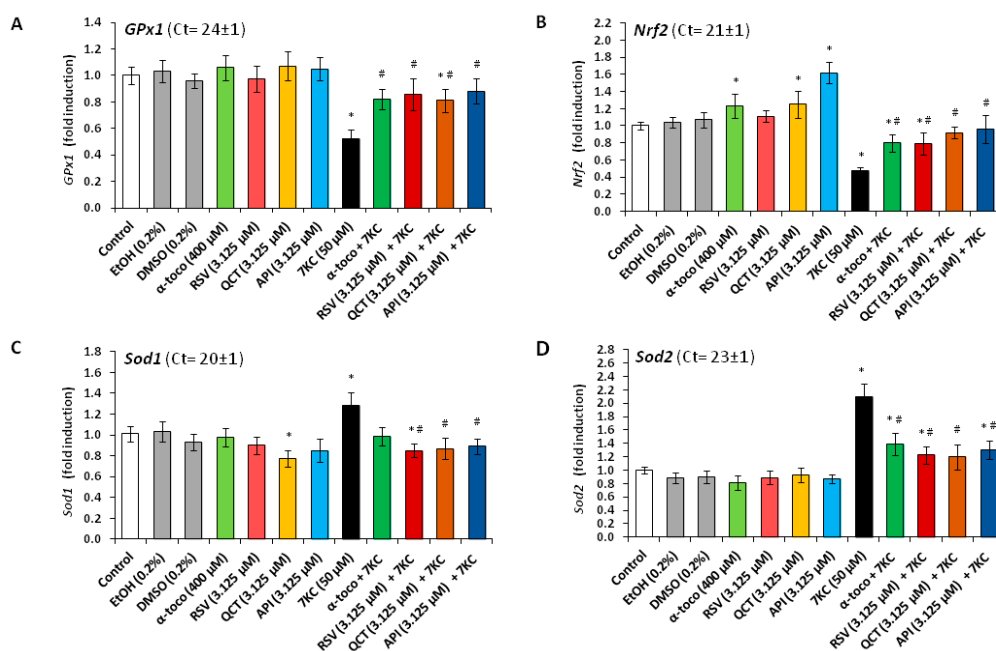 A
GPx1 (Ct= 24±1)
GPx1 (fold induction)
1.4
1.2
1.0
0.8
0.6
0.4
0.2
0.0
*
#
#
* #
#
Control
EtOH (0.2%)
DMSO (0.2%)
α-toco (400 µM)
RSV (3.125 µM)
QCT (3.125 µM)
API (3.125 µM)
7KC (50 µM)
α-toco + 7KC
RSV (3.125 µM) + 7KC
QCT (3.125 µM) + 7KC
API (3.125 µM) + 7KC
B
Nrf2 (Ct= 21±1)
Nrf2 (fold induction)
2.0
1.8
1.6
1.4
1.2
1.0
0.8
0.6
0.4
0.2
0.0
*
*
*
*
* #
* #
#
#
Control
EtOH (0.2%)
DMSO (0.2%)
α-toco (400 µM)
RSV (3.125 µM)
QCT (3.125 µM)
API (3.125 µM)
7KC (50 µM)
α-toco + 7KC
RSV (3.125 µM) + 7KC
QCT (3.125 µM) + 7KC
API (3.125 µM) + 7KC
C
Sod1 (Ct= 20±1)
Sod1 (fold induction)
1.8
1.6
1.4
1.2
1.0
0.8
0.6
0.4
0.2
0.0
*
*
* #
#
#
Control
EtOH (0.2%)
DMSO (0.2%)
α-toco (400 µM)
RSV (3.125 µM)
QCT (3.125 µM)
API (3.125 µM)
7KC (50 µM)
α-toco + 7KC
RSV (3.125 µM) + 7KC
QCT (3.125 µM) + 7KC
API (3.125 µM) + 7KC
D
Sod2 (Ct= 23±1)
Sod2 (fold induction)
2.8
2.6
2.4
2.2
2.0
1.8
1.6
1.4
1.2
1.0
0.8
0.6
0.4
0.2
0.0
*
* #
* #
#
* #
Control
EtOH (0.2%)
DMSO (0.2%)
α-toco (400 µM)
RSV (3.125 µM)
QCT (3.125 µM)
API (3.125 µM)
7KC (50 µM)
α-toco + 7KC
RSV (3.125 µM) + 7KC
QCT (3.125 µM) + 7KC
API (3.125 µM) + 7KC